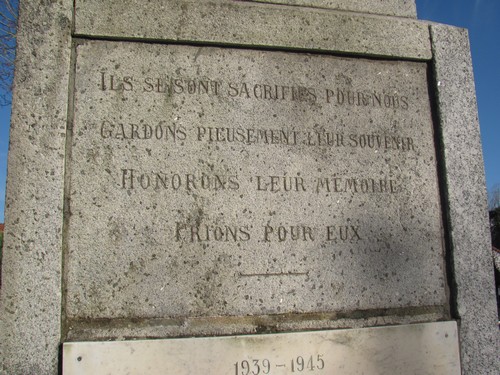 ILS SE SONT SACRIFIÉS POUR NOUS
GARDONS PIEUSEMENT LEUR SOUVENIR
HONORONS LEUR MÉMOIRE
PRIONS POUR EUX
1939-1945